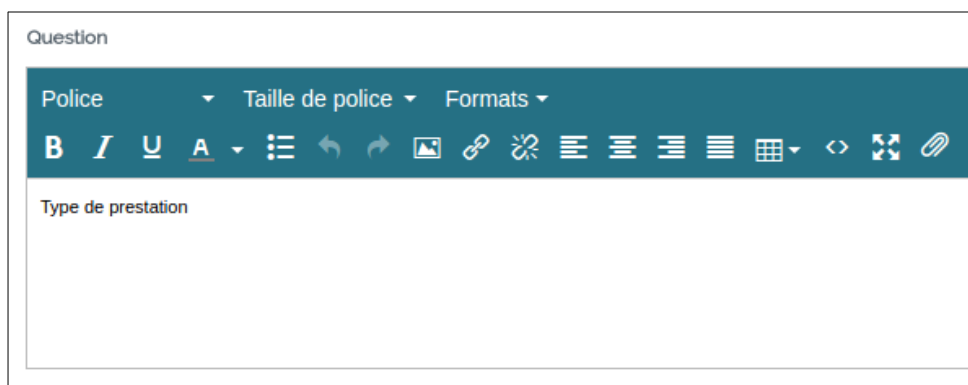 Question
Police Taille de police Formats
B I U A
Type de prestation